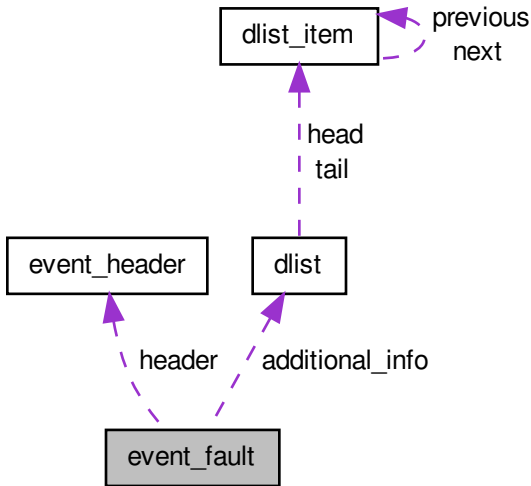 dlist_item
previous
next
head
tail
event_header
dlist
header
additional_info
event_fault